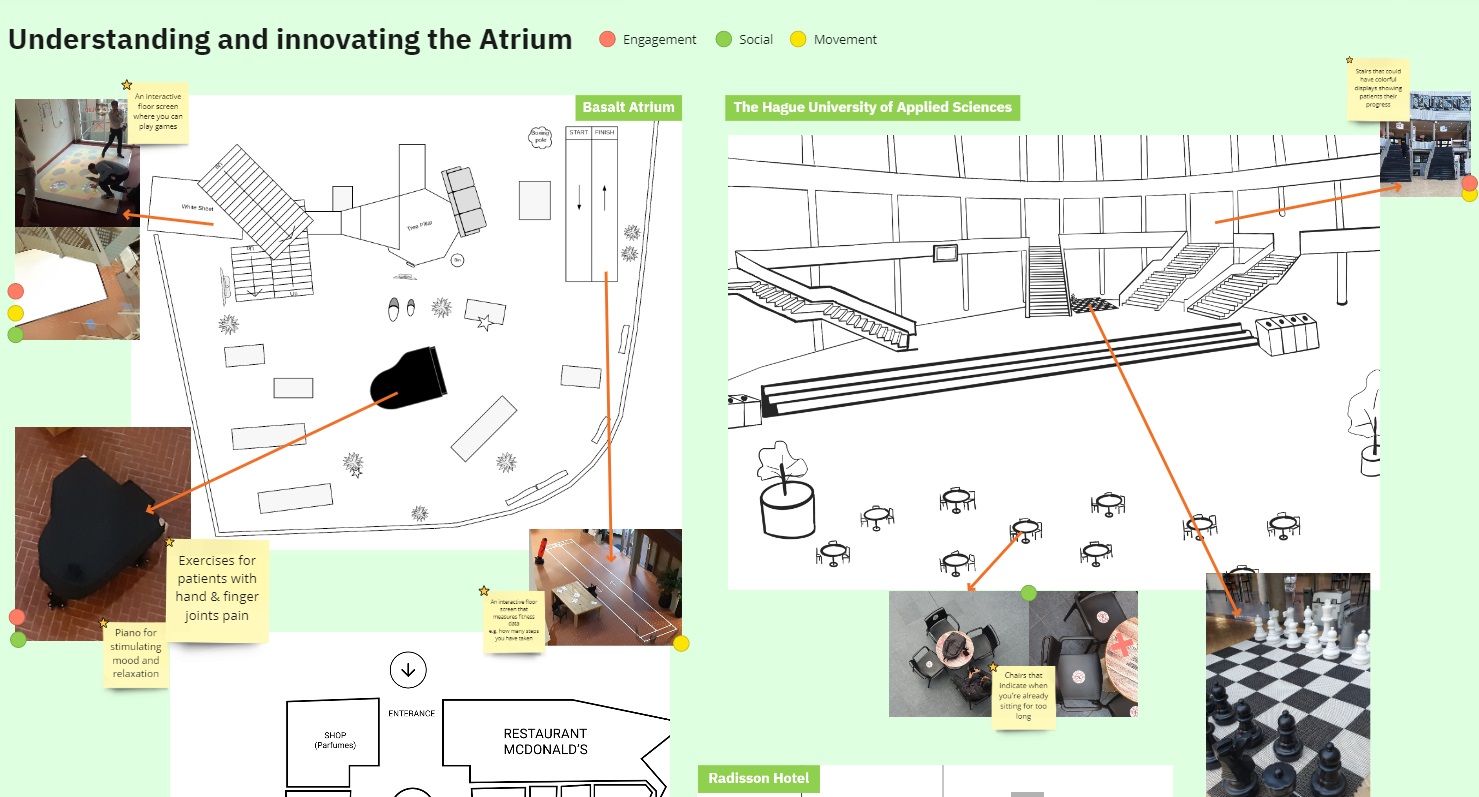 Understanding and innovating the Atrium
Engagement
Social
Movement
An interactive
floor screen
where you can
play games
Basalt Atrium
START
FINISH
Boxing
pole
White Sheet
Bin
Exercises for
patients with
hand & finger
joints pain
Piano for
stimulating
mood and
relaxation
An interactive floor
screen that
measures fitness
data
e.g. how many steps
you have taken
ENTERANCE
SHOP
(Parfumes)
RESTAURANT
MCDONALD'S
The Hague University of Applied Sciences
Stairs that could
have colorful
displays showing
patients their
progress
Chairs that
indicate when
you're already
sitting for too
long
Radisson Hotel